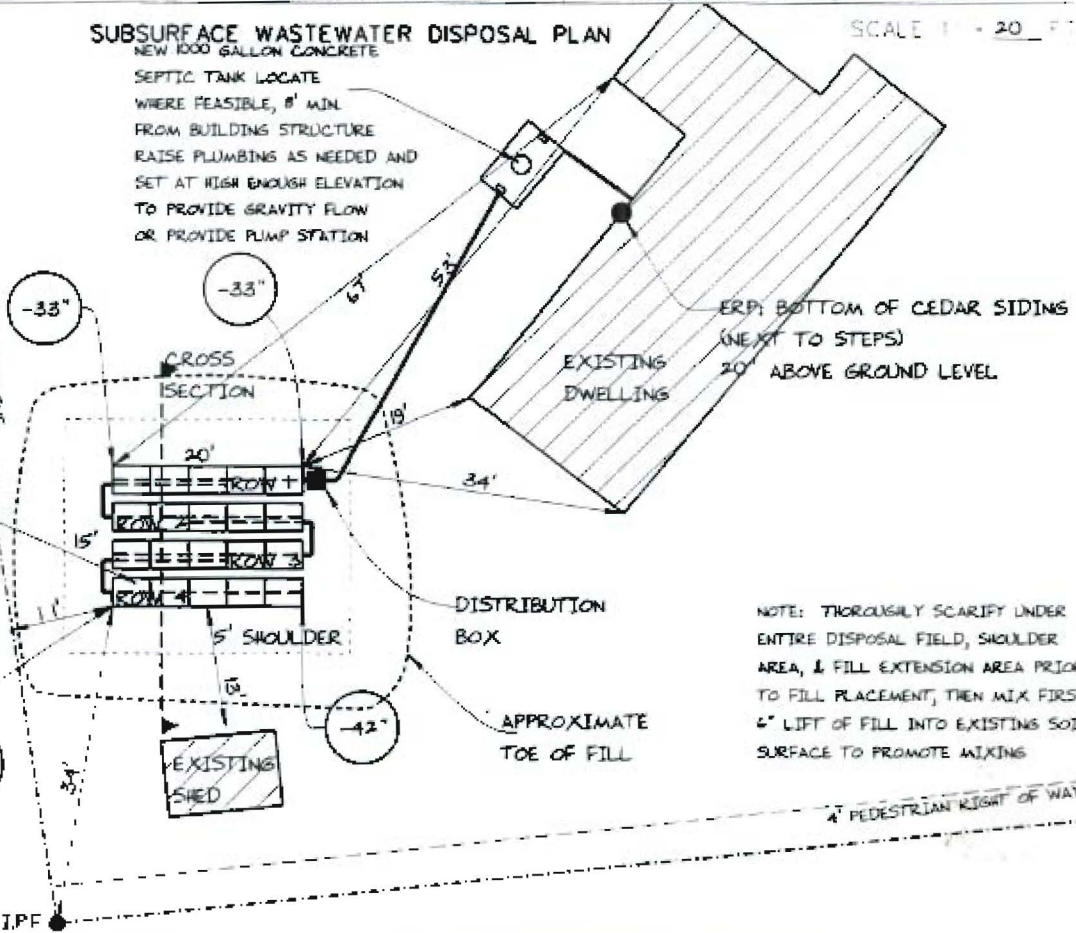 SUBSURFACE WASTEWATER DISPOSAL PLAN
SCALE 1" = 20 FT
NEW 1000 GALLON CONCRETE
SEPTIC TANK LOCATE
WHERE FEASIBLE, 8' MIN.
FROM BUILDING STRUCTURE
RAISE PLUMBING AS NEEDED AND
SET AT HIGH ENOUGH ELEVATION
TO PROVIDE GRAVITY FLOW
OR PROVIDE PUMP STATION
-33"
-33"
67'
53'
ERP: BOTTOM OF CEDAR SIDING
(NEXT TO STEPS)
20" ABOVE GROUND LEVEL
CROSS
SECTION
EXISTING
DWELLING
19'
20'
34'
ROW 1
ROW 2
15'
ROW 3
ROW 4
11'
5' SHOULDER
DISTRIBUTION
BOX
NOTE: THOROUGHLY SCARIFY UNDER
ENTIRE DISPOSAL FIELD, SHOULDER
AREA, & FILL EXTENSION AREA PRIOR
TO FILL PLACEMENT, THEN MIX FIRST
6" LIFT OF FILL INTO EXISTING SOIL
SURFACE TO PROMOTE MIXING
13'
-42"
APPROXIMATE
TOE OF FILL
EXISTING
SHED
4' PEDESTRIAN RIGHT OF WAY
I.P.F